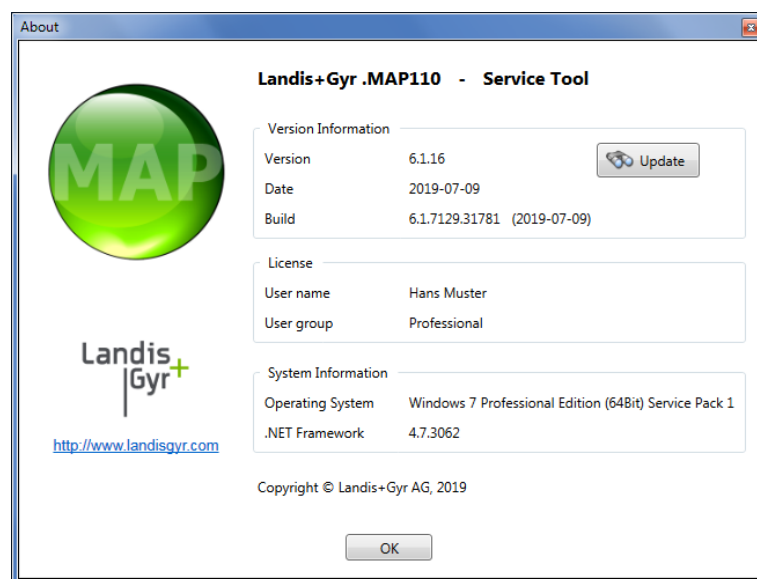 About
Landis+Gyr .MAP110 - Service Tool
MAP
Version Information
Version 6.1.16
Update
Date 2019-07-09
Build 6.1.7129.31781 (2019-07-09)
License
User name Hans Muster
User group Professional
Landis+
Gyr
System Information
Operating System Windows 7 Professional Edition (64Bit) Service Pack 1
.NET Framework 4.7.3062
http://www.landisgyr.com
Copyright © Landis+Gyr AG, 2019
OK